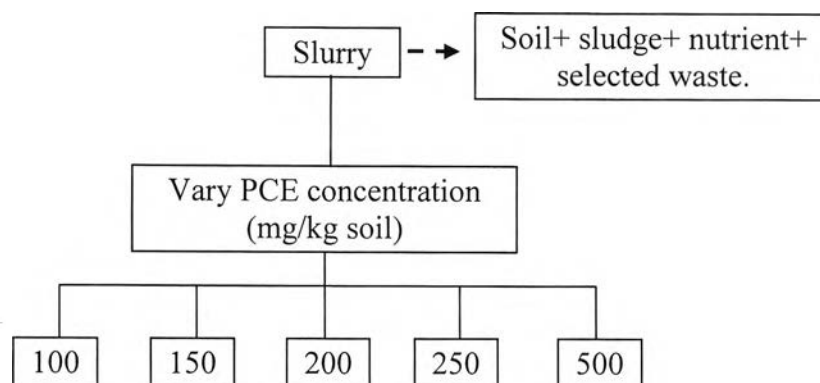 Slurry
Soil+ sludge+ nutrient+
selected waste.
Vary PCE concentration
(mg/kg soil)
100
150
200
250
500